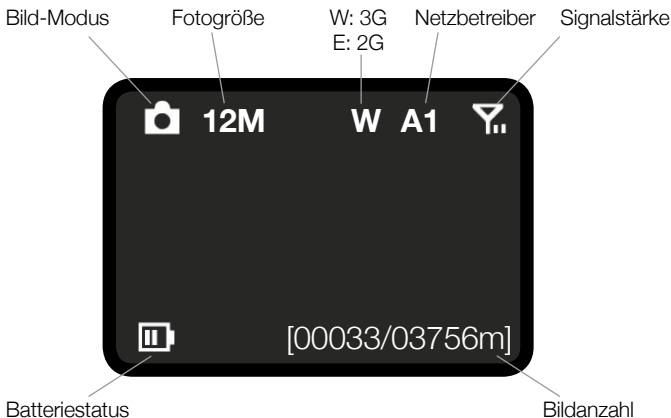 Bild-Modus Fotogröße W: 3G Netzbetreiber Signalstärke
E: 2G
12M W A1
[00033/03756m]
Batteriestatus Bildanzahl